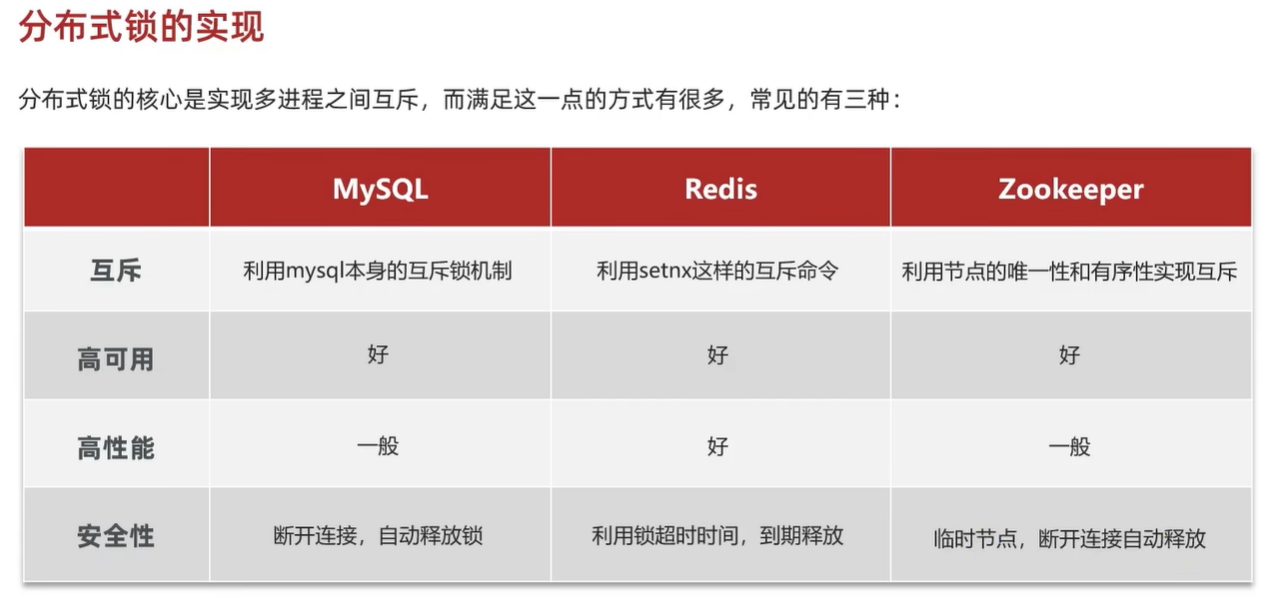 分布式锁的实现
分布式锁的核心是实现多进程之间互斥，而满足这一点的方式有很多，常见的有三种：
MySQL Redis Zookeeper
互斥 利用mysql本身的互斥锁机制 利用setnx这样的互斥命令 利用节点的唯一性和有序性实现互斥
高可用 好 好 好
高性能 一般 好 一般
安全性 断开连接，自动释放锁 利用锁超时时间，到期释放 临时节点，断开连接自动释放